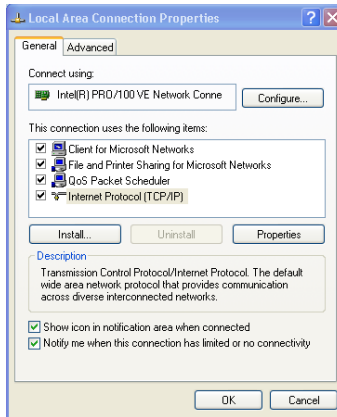 Local Area Connection Properties
General Advanced
Connect using:
Intel(R) PRO/100 VE Network Conne
Configure...
This connection uses the following items:
Client for Microsoft Networks
File and Printer Sharing for Microsoft Networks
QoS Packet Scheduler
Internet Protocol (TCP/IP)
Install... Uninstall Properties
Description
Transmission Control Protocol/Internet Protocol. The default
wide area network protocol that provides communication
across diverse interconnected networks.
Show icon in notification area when connected
Notify me when this connection has limited or no connectivity
OK Cancel